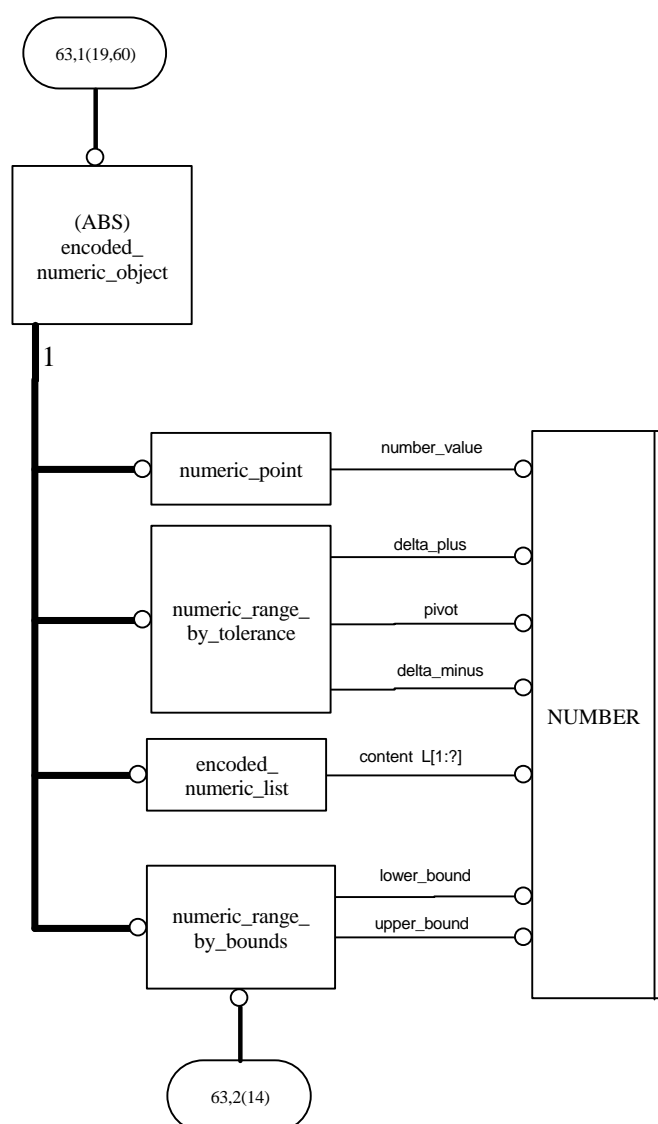 63,1(19,60)
(ABS)
encoded_
numeric_object
1
numeric_point
number_value
numeric_range_
by_tolerance
delta_plus
pivot
delta_minus
NUMBER
encoded_
numeric_list
content L[1:?]
numeric_range_
by_bounds
lower_bound
upper_bound
63,2(14)